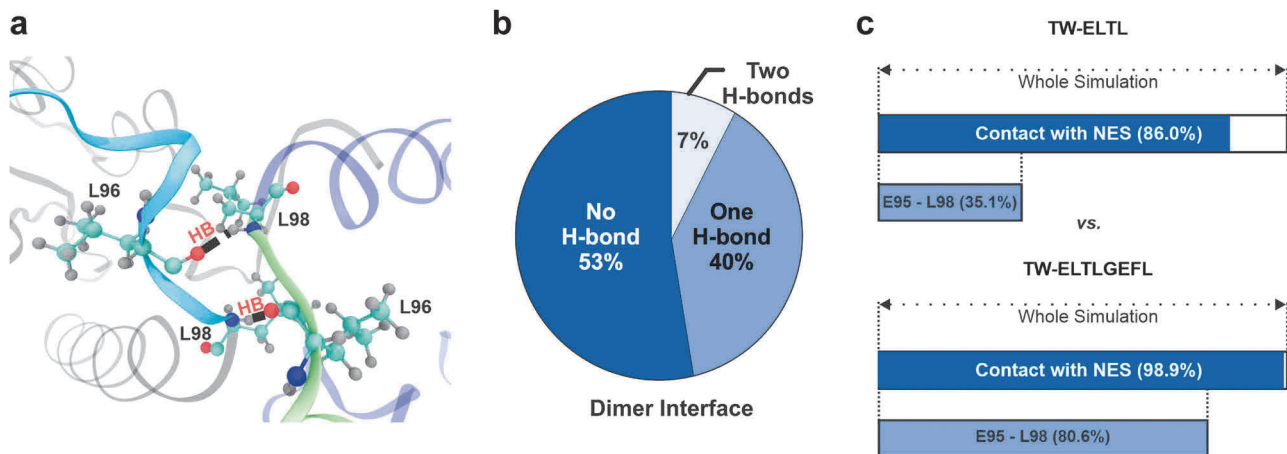 a
L96
L98
HB
HB
L98
L96
b
Two
H-bonds
7%
No
H-bond
53%
One
H-bond
40%
Dimer Interface
c
TW-ELTL
Whole Simulation
Contact with NES (86.0%)
E95 - L98 (35.1%)
vs.
TW-ELTLGEFL
Whole Simulation
Contact with NES (98.9%)
E95 - L98 (80.6%)